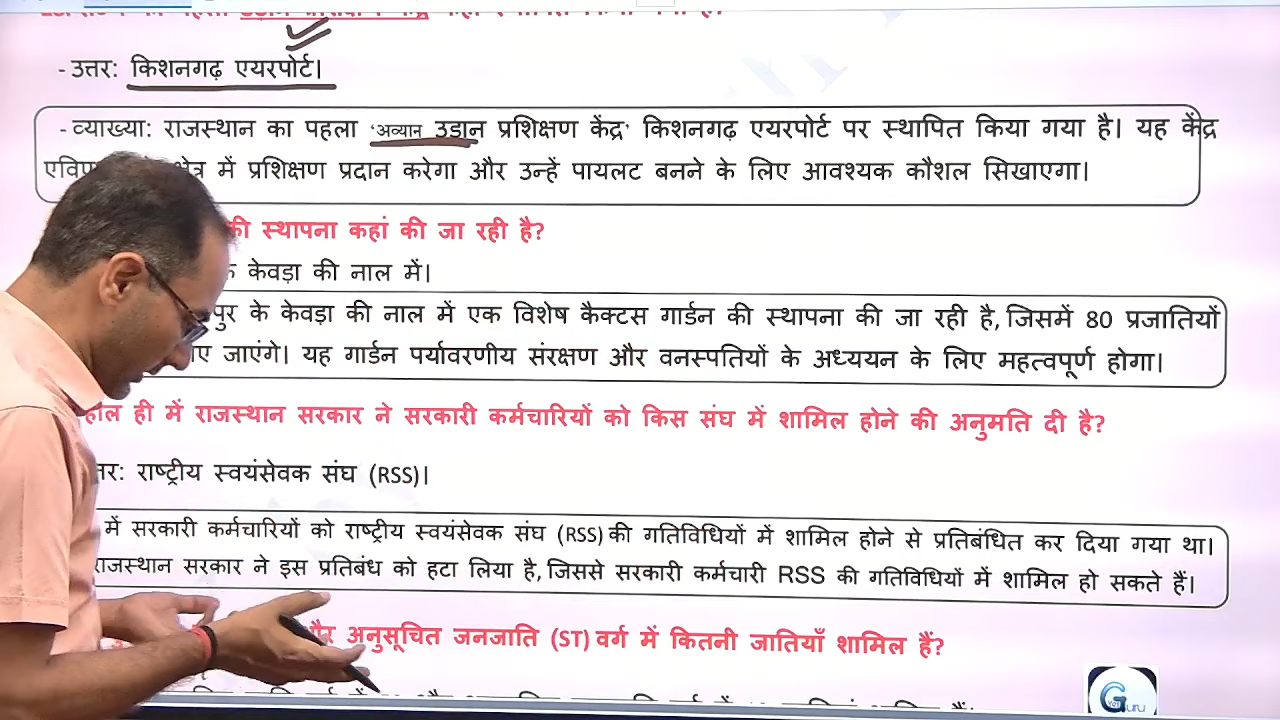 - उत्तर: किशनगढ़ एयरपोर्ट।
- व्याख्या: राजस्थान का पहला 'अव्यान उड़ान प्रशिक्षण केंद्र' किशनगढ़ एयरपोर्ट पर स्थापित किया गया है। यह केंद्र
क्षेत्र में प्रशिक्षण प्रदान करेगा और उन्हें पायलट बनने के लिए आवश्यक कौशल सिखाएगा।
की स्थापना कहां की जा रही है?
केवड़ा की नाल में।
के केवड़ा की नाल में एक विशेष कैक्टस गार्डन की स्थापना की जा रही है, जिसमें 80 प्रजातियों
जाएंगे। यह गार्डन पर्यावरणीय संरक्षण और वनस्पतियों के अध्ययन के लिए महत्वपूर्ण होगा।
हाल ही में राजस्थान सरकार ने सरकारी कर्मचारियों को किस संघ में शामिल होने की अनुमति दी है?
राष्ट्रीय स्वयंसेवक संघ (RSS)।
में सरकारी कर्मचारियों को राष्ट्रीय स्वयंसेवक संघ (RSS) की गतिविधियों में शामिल होने से प्रतिबंधित कर दिया गया था।
राजस्थान सरकार ने इस प्रतिबंध को हटा लिया है, जिससे सरकारी कर्मचारी RSS की गतिविधियों में शामिल हो सकते हैं।
और अनुसूचित जनजाति (ST) वर्ग में कितनी जातियाँ शामिल हैं?